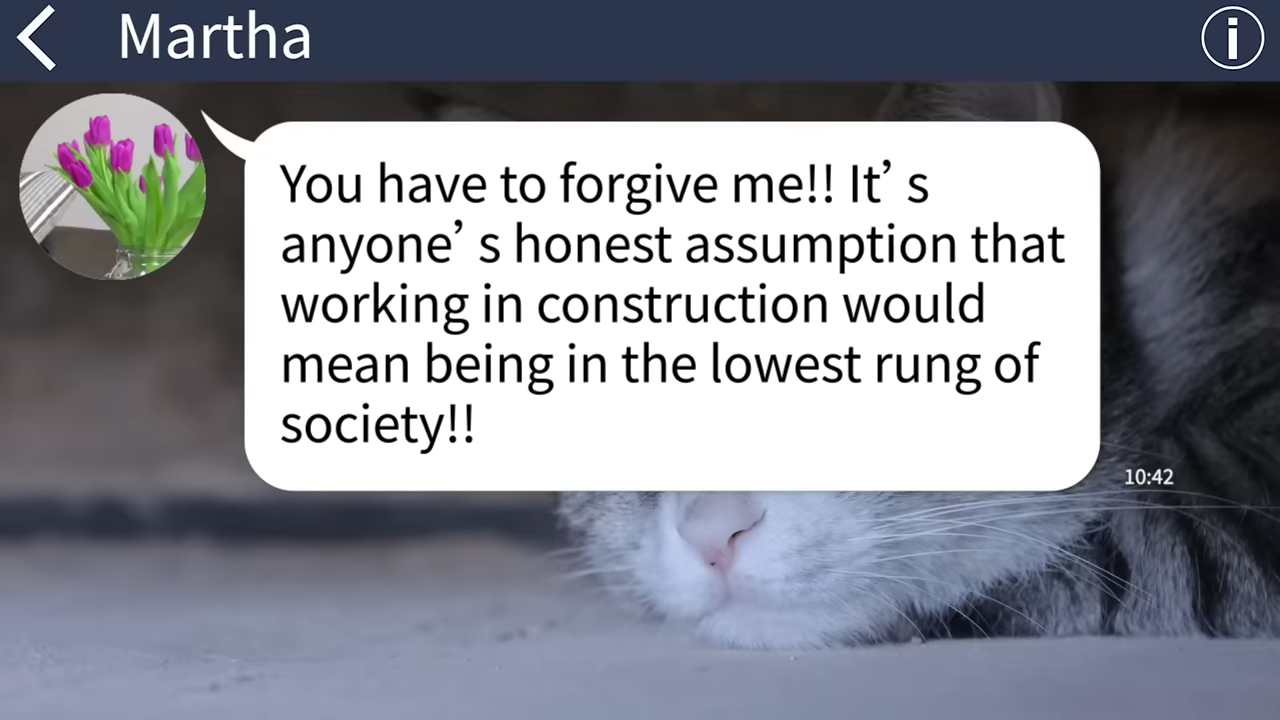 Martha
You have to forgive me!! It’s
anyone’s honest assumption that
working in construction would
mean being in the lowest rung of
society!!
10:42